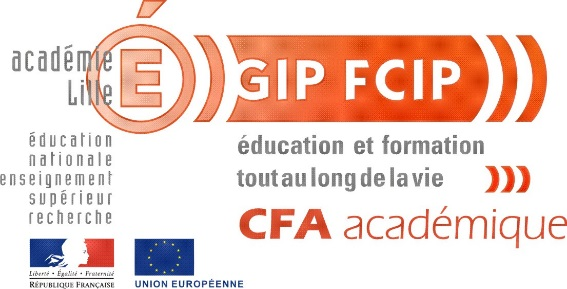 académie
Lille
É
GIP FCIP
éducation
nationale
enseignement
supérieur
recherche
éducation et formation
tout au long de la vie
CFA académique
Liberté • Égalité • Fraternité
RÉPUBLIQUE FRANÇAISE
UNION EUROPÉENNE